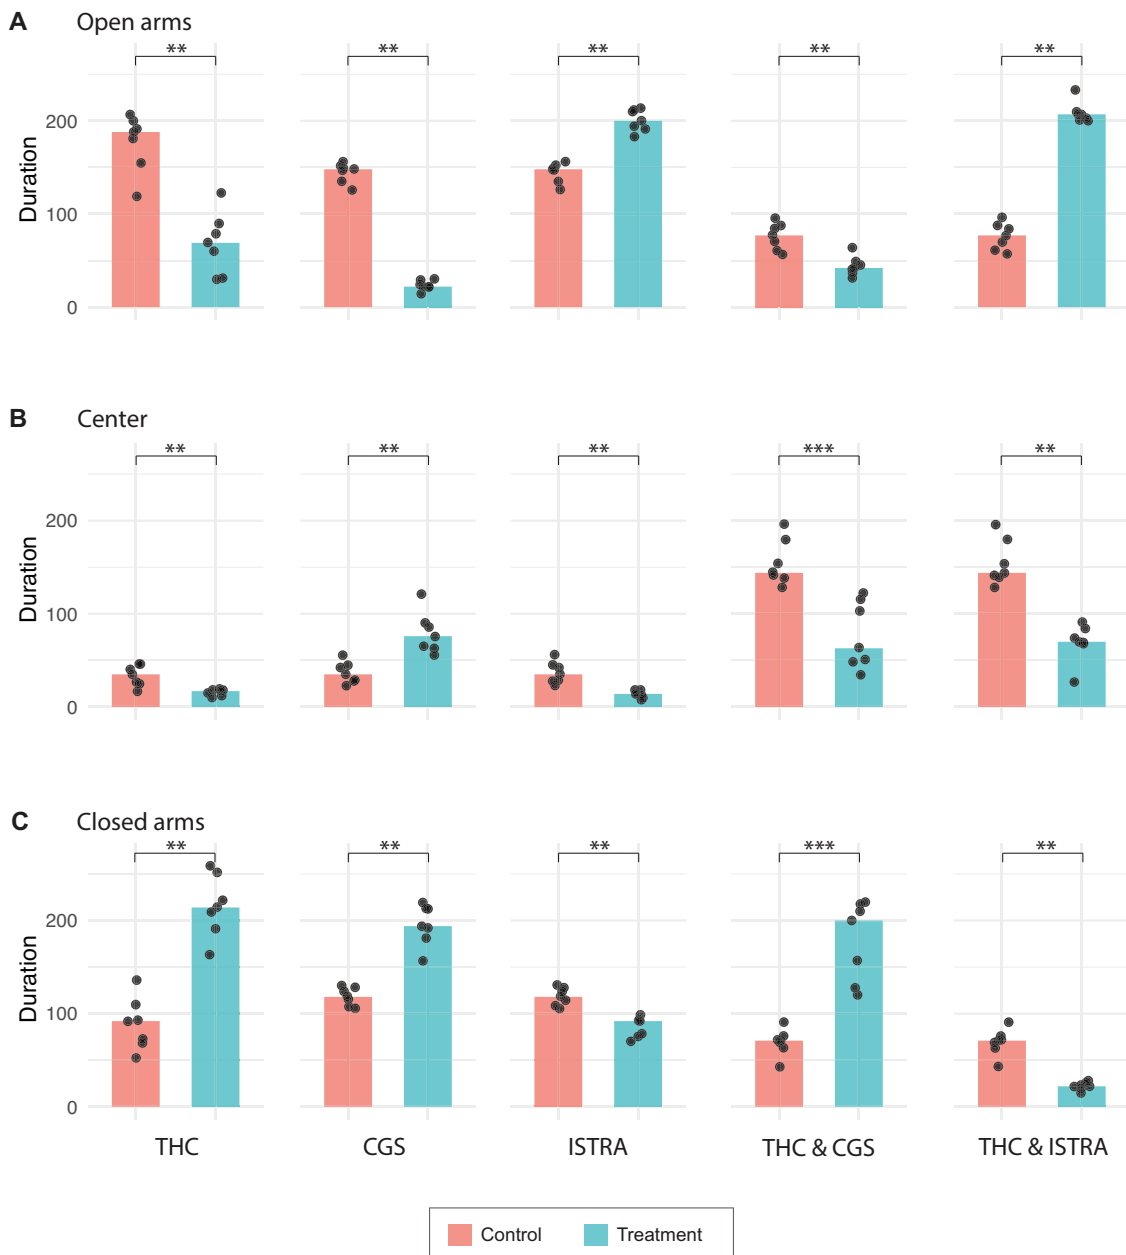 A Open arms
** ** ** ** **
200
100
0
Duration
B Center
** ** ** *** **
200
100
0
Duration
C Closed arms
** ** ** *** **
200
100
0
Duration
THC CGS ISTRA THC & CGS THC & ISTRA
Control Treatment